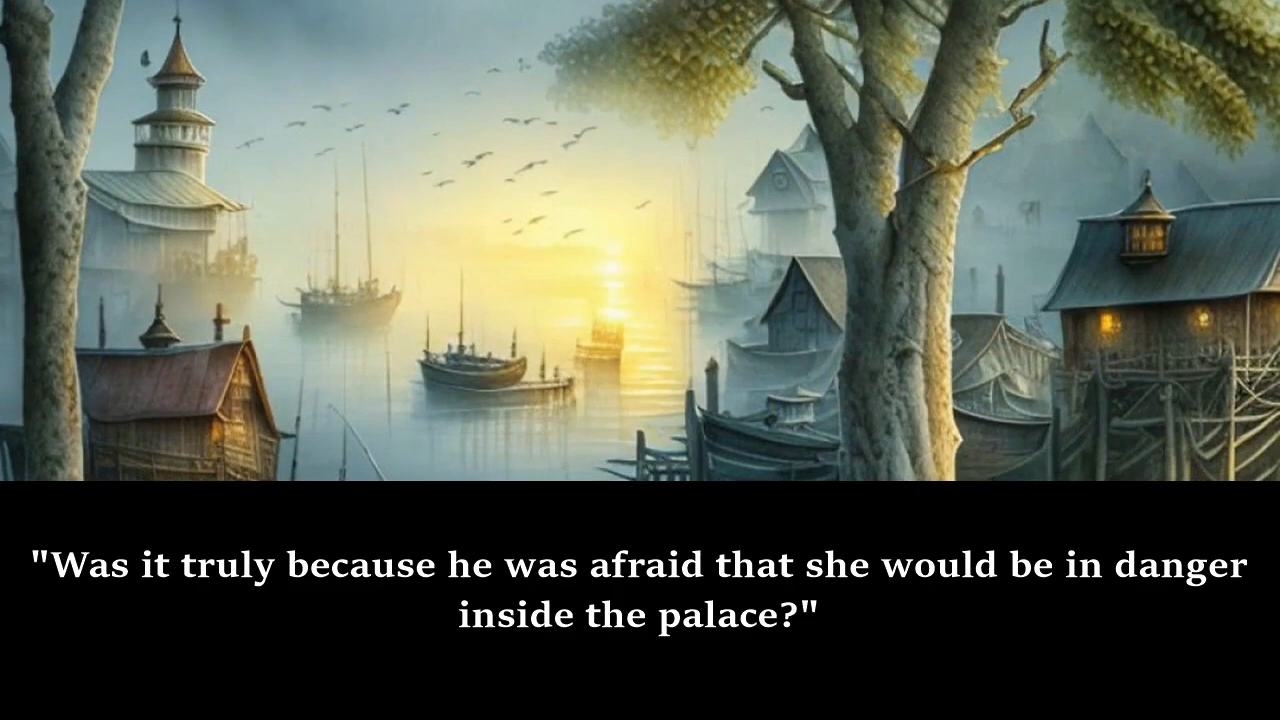 "Was it truly because he was afraid that she would be in danger
inside the palace?"